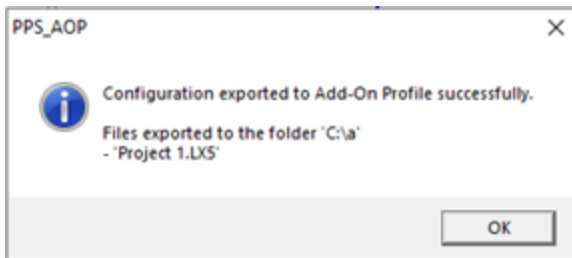 PPS_AOP
Configuration exported to Add-On Profile successfully.
Files exported to the folder 'C:\a'
- 'Project 1.LX5'
OK